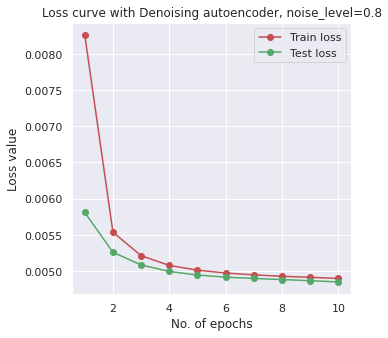 Loss curve with Denoising autoencoder, noise_level=0.8
Train loss
Test loss
0.0080
0.0075
0.0070
0.0065
0.0060
0.0055
0.0050
Loss value
2
4
6
8
10
No. of epochs